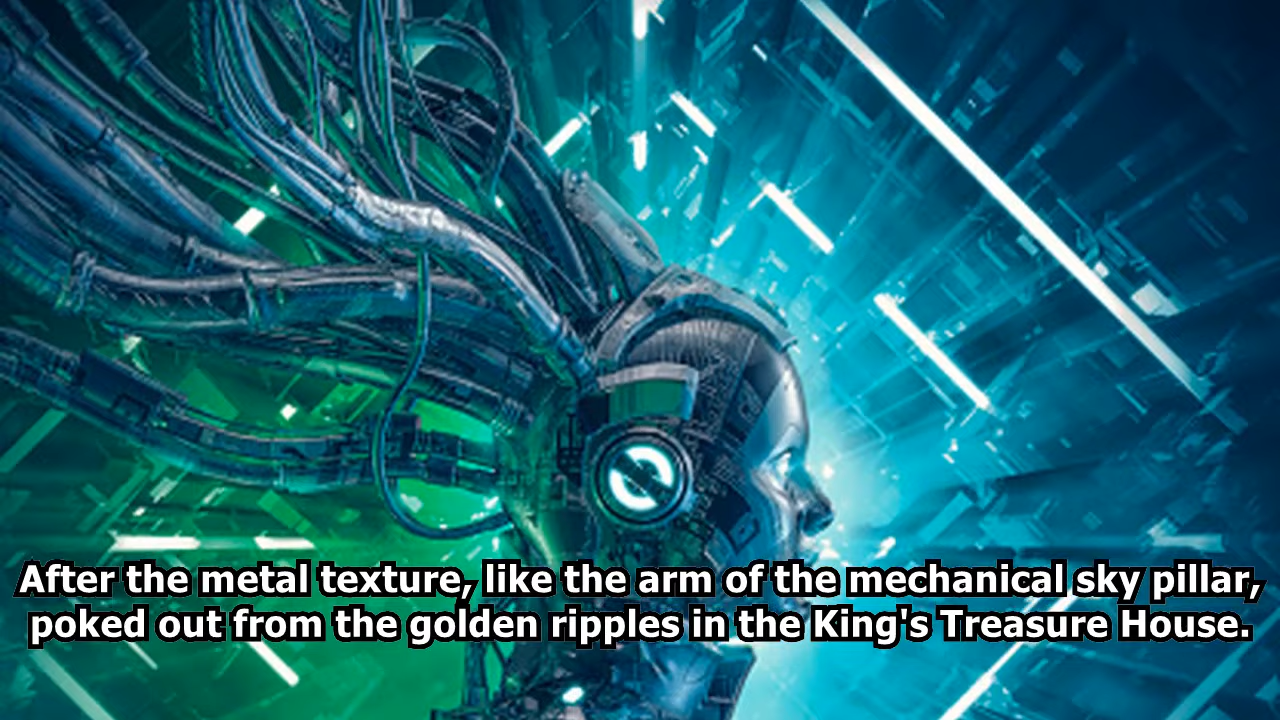 After the metal texture, like the arm of the mechanical sky pillar,
poked out from the golden ripples in the King's Treasure House.